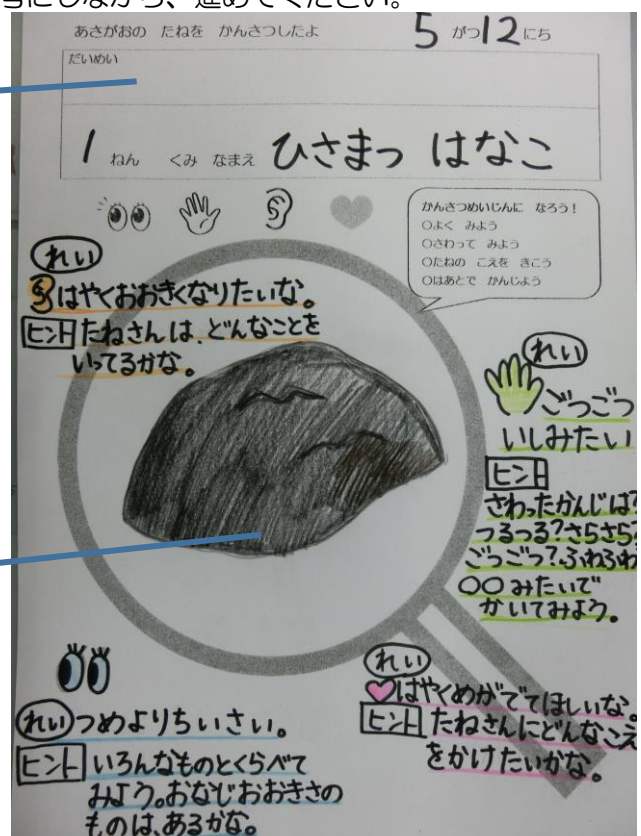 当にしながら、進めてください。
あさがおの たねを かんさつしたよ 5 がつ 12 にち
だいめい
1 ねん くみ なまえ ひさまつ はなこ
かんさつめいじんに なろう！
○よく みよう
○さわって みよう
○たねの こえを きこう
○はあとで かんじよう
れい
はやくおおきくなりたいな。
ヒント たねさんは、どんなことを
いってるかな。
れい
ごつごつ
いしみたい
ヒント
さわったかんじは？
つるつる？さらさら
ごつごつ？ふわふわ
○○みたいで
かいてみよう。
れい
はやくめがでてほしいな。
ヒント たねさんにどんなこえ
をかけたいかな。
れい つめよりちいさい。
ヒント いろんなものとくらべて
みよう。おなじおおきさの
ものは、あるかな。